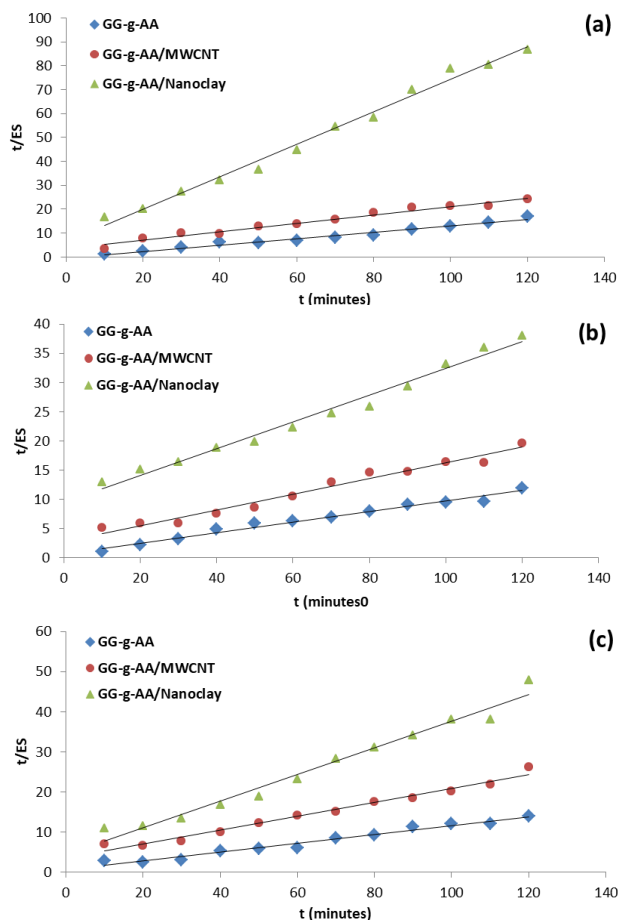 (a)
GG-g-AA
GG-g-AA/MWCNT
GG-g-AA/Nanoclay
t/ES
100
90
80
70
60
50
40
30
20
10
0
0 20 40 60 80 100 120 140
t (minutes)
(b)
GG-g-AA
GG-g-AA/MWCNT
GG-g-AA/Nanoclay
t/ES
40
35
30
25
20
15
10
5
0
0 20 40 60 80 100 120 140
t (minutes0
(c)
GG-g-AA
GG-g-AA/MWCNT
GG-g-AA/Nanoclay
t/ES
60
50
40
30
20
10
0
0 20 40 60 80 100 120 140
t (minutes)